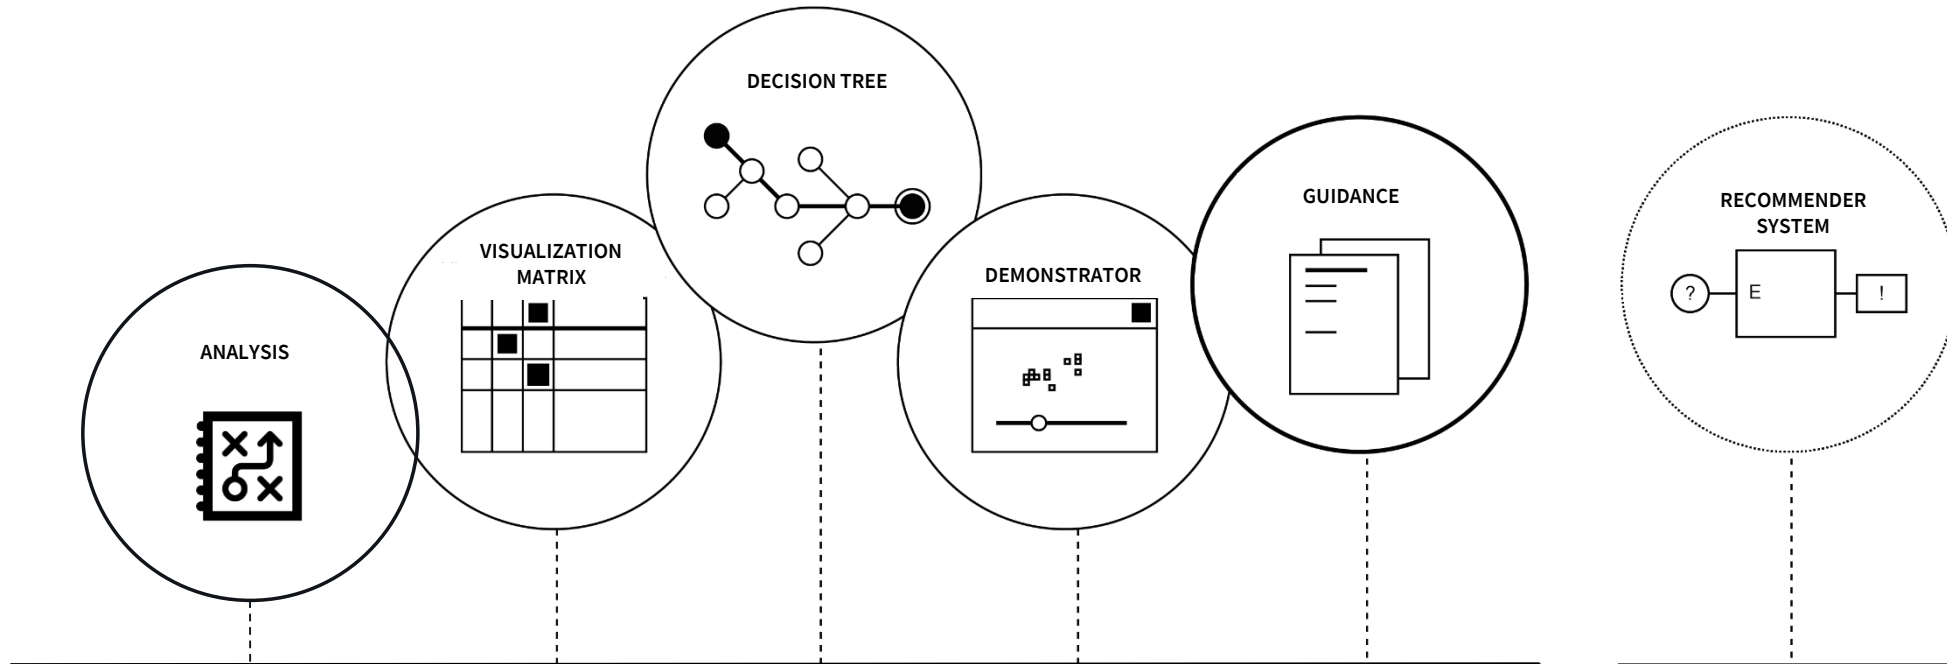 ANALYSIS
VISUALIZATION
MATRIX
DECISION TREE
DEMONSTRATOR
GUIDANCE
RECOMMENDER
SYSTEM
?
E
!